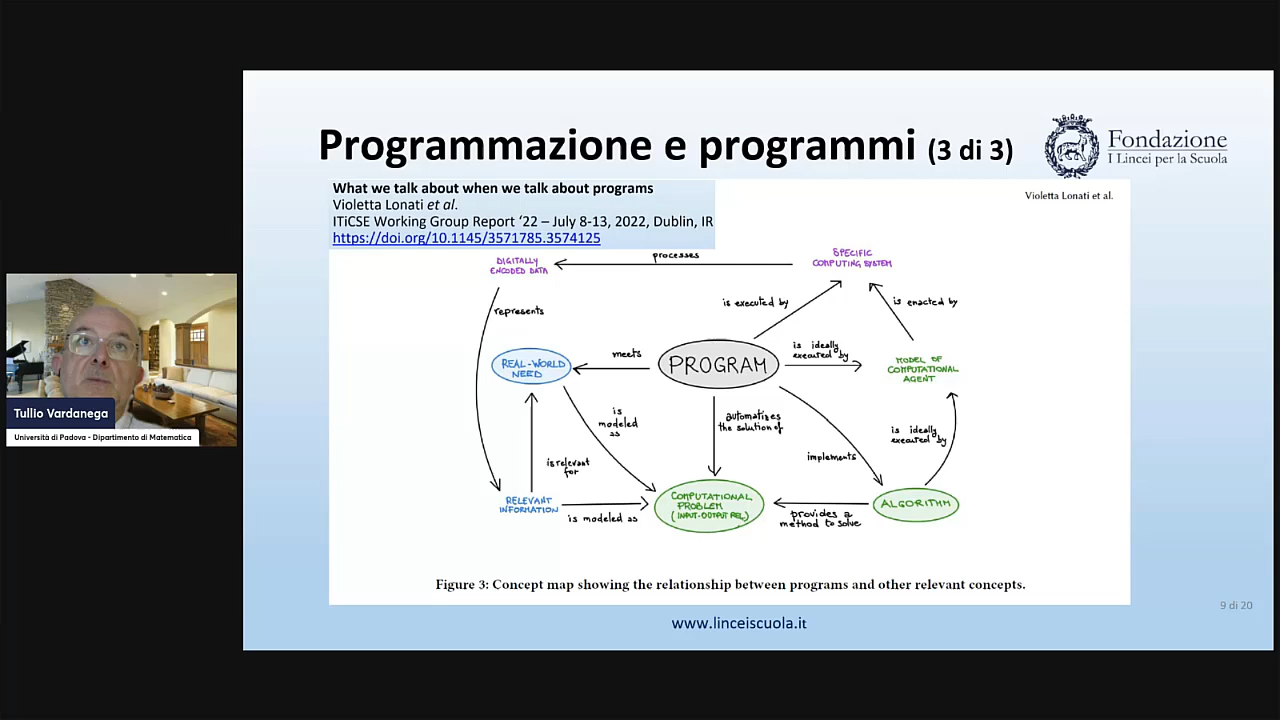 Programmazione e programmi (3 di 3)
Fondazione
I Lincei per la Scuola
What we talk about when we talk about programs
Violetta Lonati et al.
ITiCSE Working Group Report ‘22 – July 8-13, 2022, Dublin, IR
https://doi.org/10.1145/3571785.3574125
Violetta Lonati et al.
DIGITALLY
ENCODED DATA
processes
SPECIFIC
COMPUTING SYSTEM
represents
is executed by
is enacted by
REAL-WORLD
NEED
meets
PROGRAM
is ideally
executed by
MODEL OF
COMPUTATIONAL
AGENT
is
modeled
as
automatizes
the solution of
implements
is ideally
executed by
is relevant
for
RELEVANT
INFORMATION
is modeled as
COMPUTATIONAL
PROBLEM
(INPUT-OUTPUT REL.)
provides a
method to solve
ALGORITHM
Figure 3: Concept map showing the relationship between programs and other relevant concepts.
9 di 20
www.linceiscuola.it
Tullio Vardanega
Università di Padova - Dipartimento di Matematica